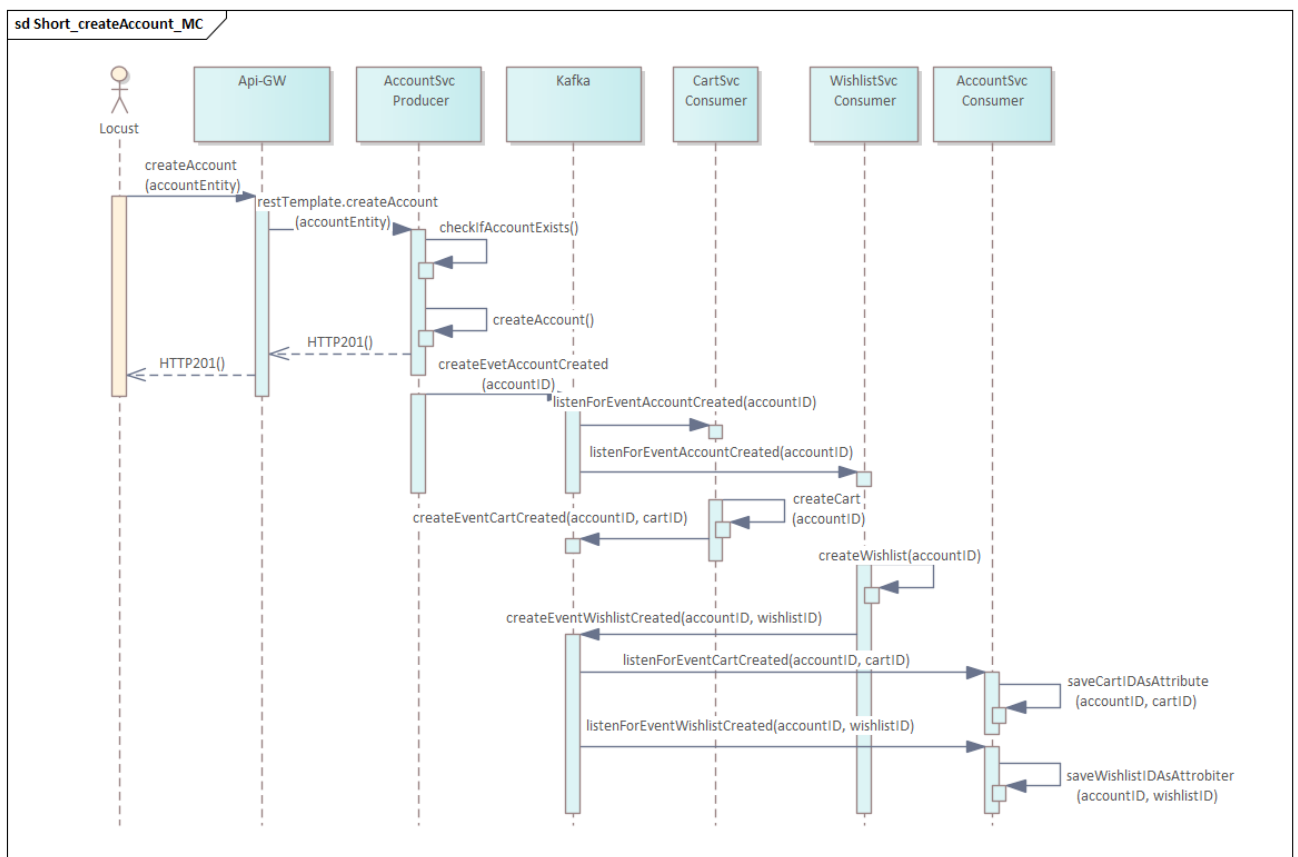 sd Short_createAccount_MC
Locust
Api-GW
AccountSvc
Producer
Kafka
CartSvc
Consumer
WishlistSvc
Consumer
AccountSvc
Consumer
createAccount
(accountEntity)
restTemplate.createAccount
(accountEntity)
checkIfAccountExists()
createAccount()
HTTP201()
HTTP201()
createEvetAccountCreated
(accountID)
listenForEventAccountCreated(accountID)
listenForEventAccountCreated(accountID)
createCart
(accountID)
createEventCartCreated(accountID, cartID)
createWishlist(accountID)
createEventWishlistCreated(accountID, wishlistID)
listenForEventCartCreated(accountID, cartID)
saveCartIDAsAttribute
(accountID, cartID)
listenForEventWishlistCreated(accountID, wishlistID)
saveWishlistIDAsAttrobiter
(accountID, wishlistID)